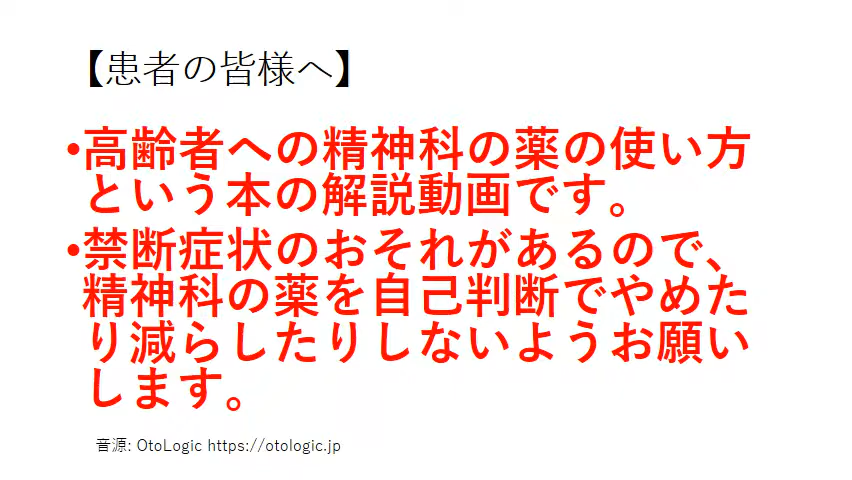 【患者の皆様へ】
•高齢者への精神科の薬の使い方
という本の解説動画です。
•禁断症状のおそれがあるので、
精神科の薬を自己判断でやめた
り減らしたりしないようお願い
します。
音源: OtoLogic https://otologic.jp